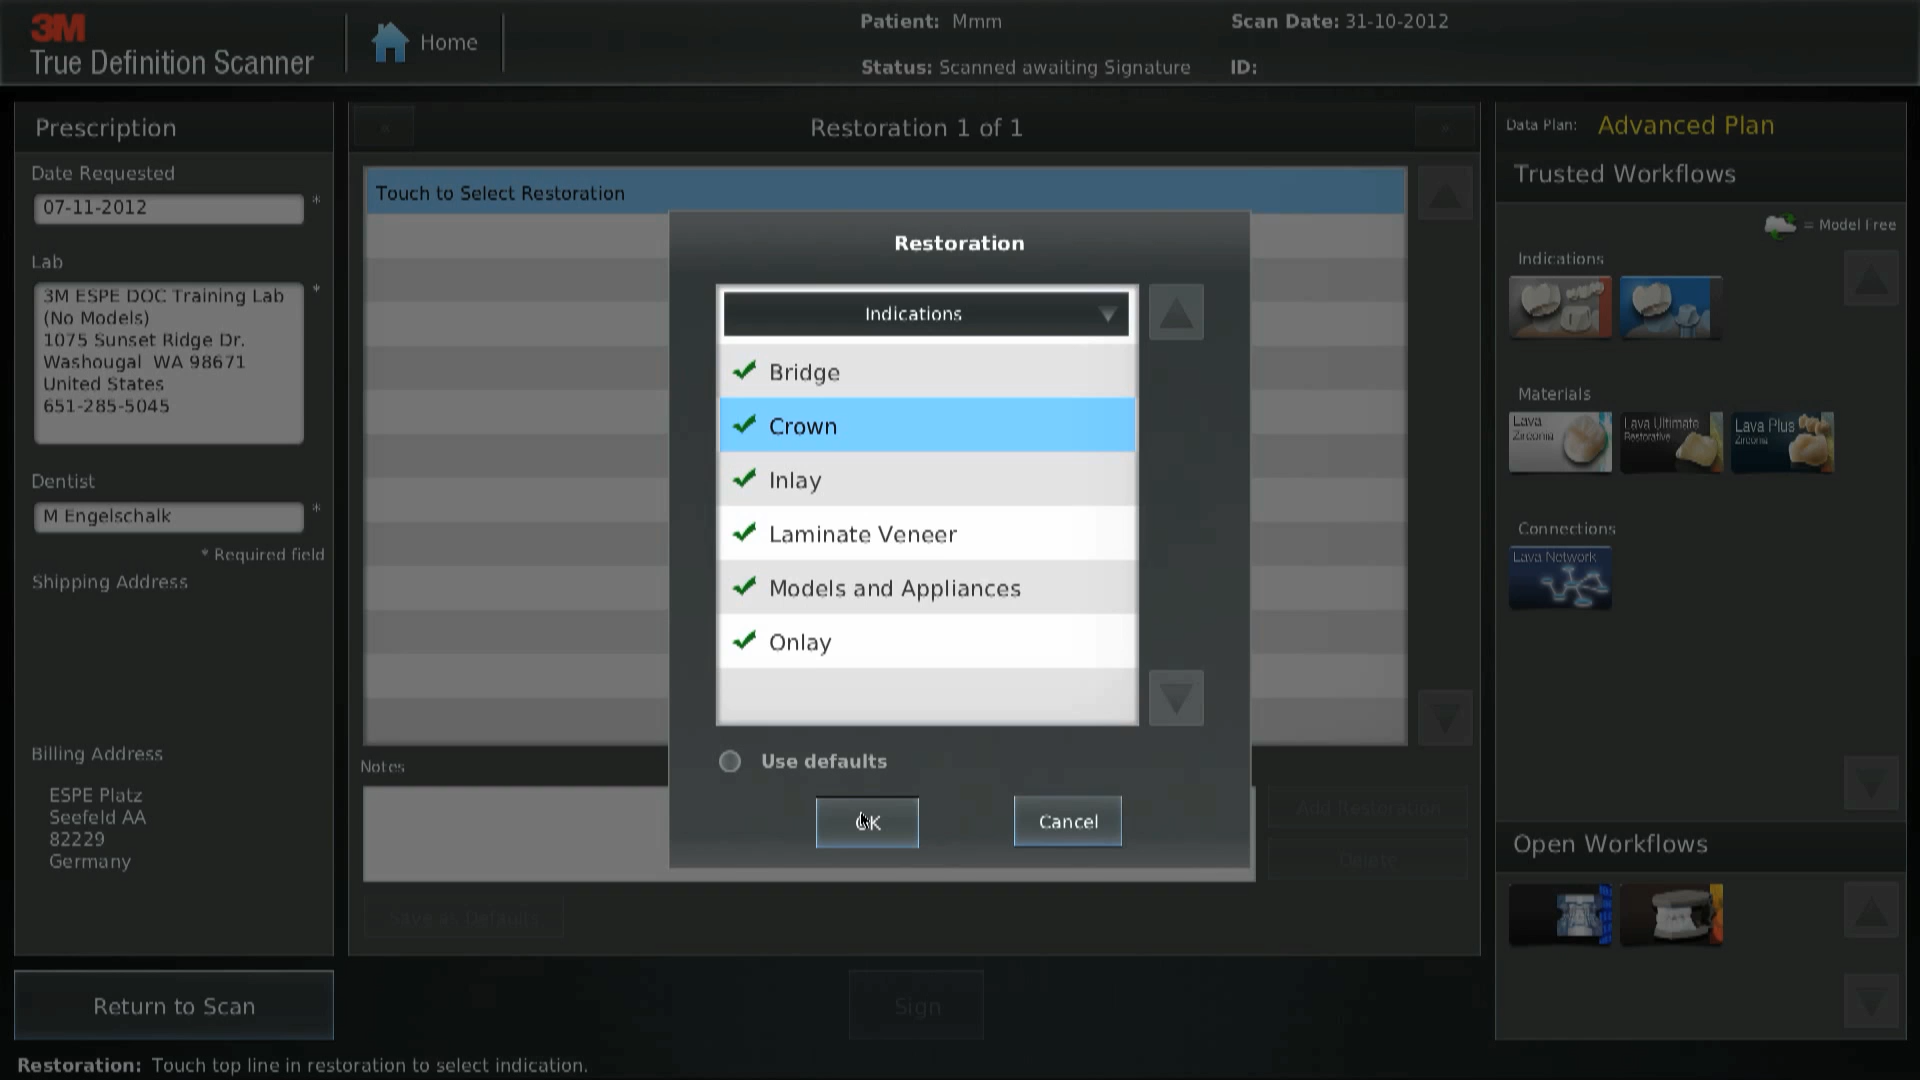 3M
True Definition Scanner
Home
Patient: Mmm
Scan Date: 31-10-2012
Status: Scanned awaiting Signature
ID:
Prescription
Date Requested
07-11-2012
*
Lab
3M ESPE DOC Training Lab
(No Models)
1075 Sunset Ridge Dr.
Washougal WA 98671
United States
651-285-5045
*
Dentist
M Engelschalk
*
* Required field
Shipping Address
Billing Address
ESPE Platz
Seefeld AA
82229
Germany
Return to Scan
Restoration 1 of 1
Touch to Select Restoration
Notes
Add Restoration
Delete
Save as Defaults
Sign
Restoration
Indications
Bridge
Crown
Inlay
Laminate Veneer
Models and Appliances
Onlay
Use defaults
OK
Cancel
Data Plan: Advanced Plan
Trusted Workflows
= Model Free
Indications
Materials
Lava
Zirconia
Lava Ultimate
Restorative
Lava Plus
Zirconia
Connections
Lava Network
Open Workflows
Restoration: Touch top line in restoration to select indication.